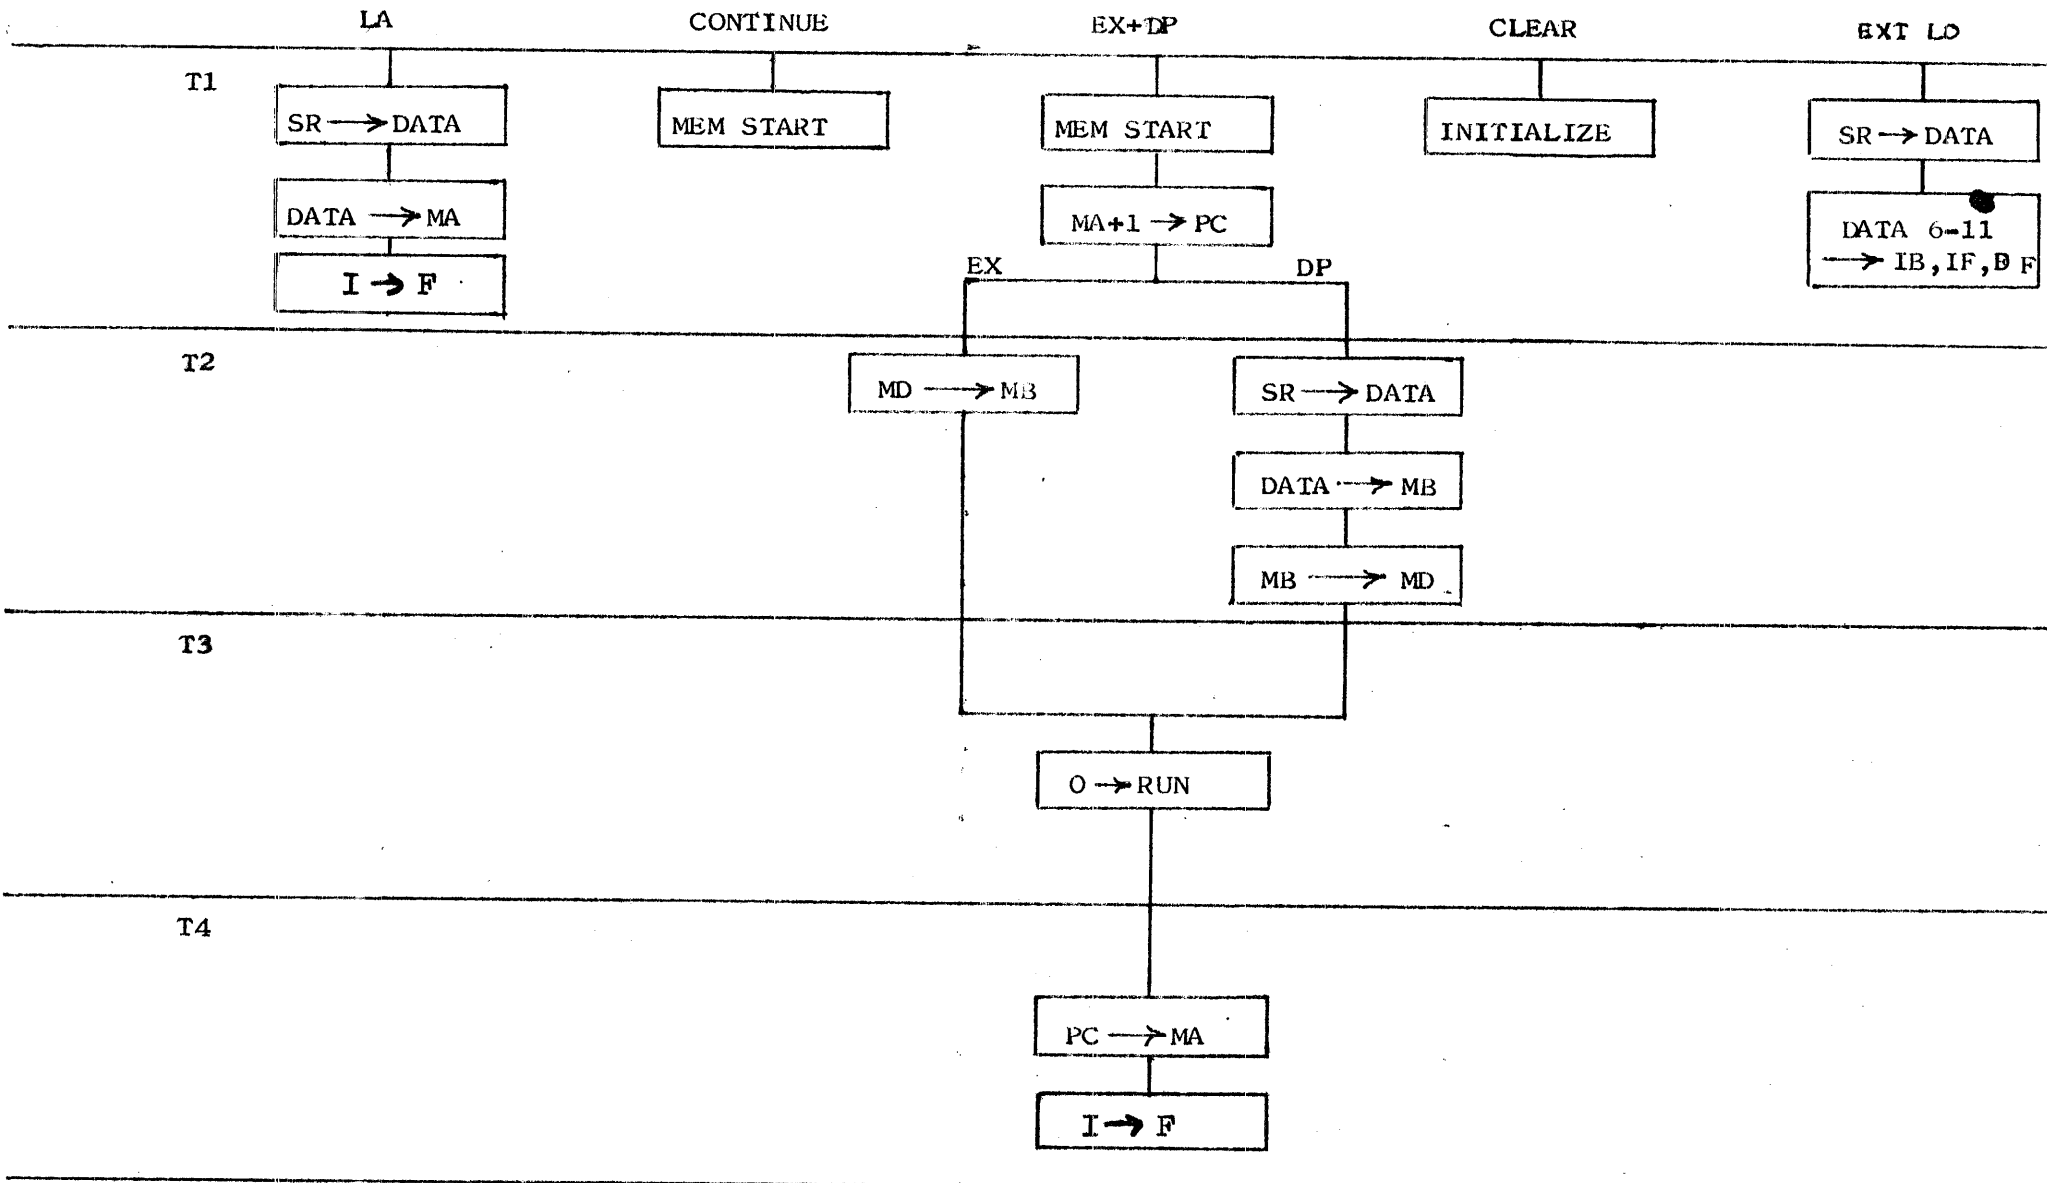 LA
CONTINUE
EX+DP
CLEAR
EXT LD
T1
SR → DATA
MEM START
MEM START
INITIALIZE
SR → DATA
DATA → MA
MA+1 → PC
DATA 6-11
→ IB,IF,DF
I → F
EX
DP
T2
MD → MB
SR → DATA
DATA → MB
MB → MD
T3
O → RUN
T4
PC → MA
I → F